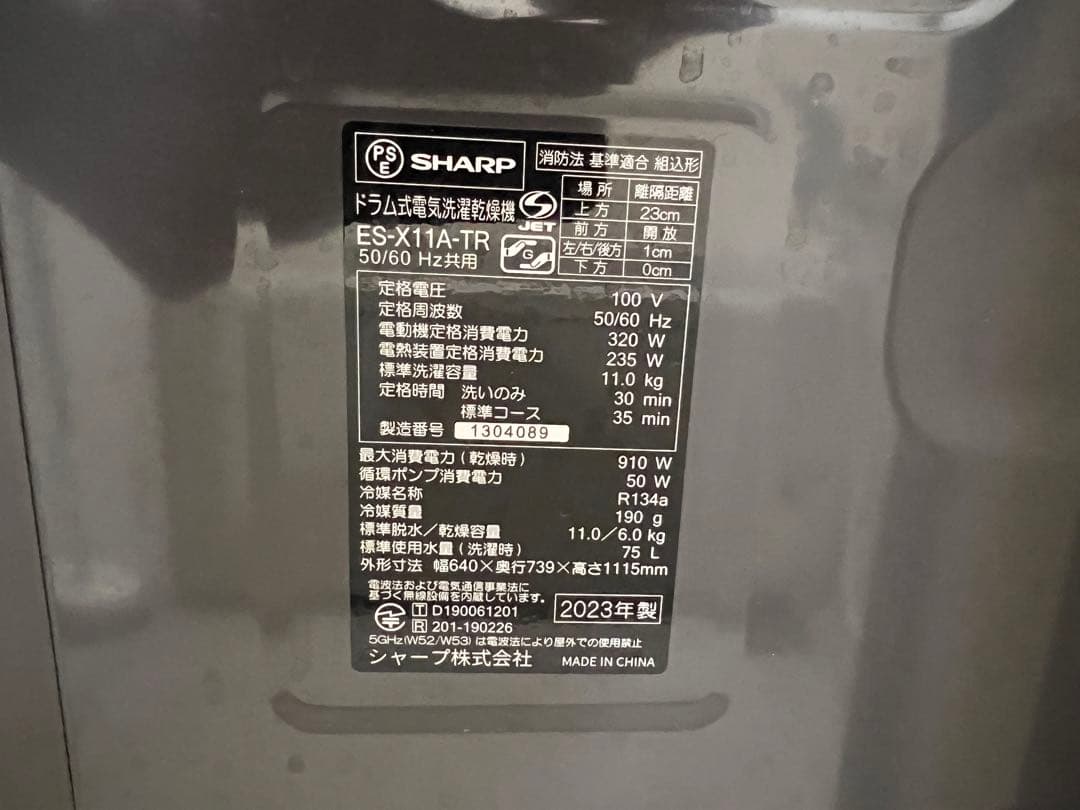 PSE SHARP
消防法 基準適合 組込形
場所 離隔距離
上方 23cm
前方 開放
左/右/後方 1cm
下方 0cm
ドラム式電気洗濯乾燥機
JET
ES-X11A-TR
50/60 Hz共用
G
定格電圧 100 V
定格周波数 50/60 Hz
電動機定格消費電力 320 W
電熱装置定格消費電力 235 W
標準洗濯容量 11.0 kg
定格時間 洗いのみ 30 min
標準コース 35 min
製造番号 1304089
最大消費電力(乾燥時) 910 W
循環ポンプ消費電力 50 W
冷媒名称 R134a
冷媒質量 190 g
標準脱水/乾燥容量 11.0/6.0 kg
標準使用水量(洗濯時) 75 L
外形寸法 幅640×奥行739×高さ1115mm
電波法および電気通信事業法に
基づく無線設備を内蔵しています。
T D190061201
R 201-190226
2023年製
5GHz(W52/W53)は電波法により屋外での使用禁止
シャープ株式会社 MADE IN CHINA